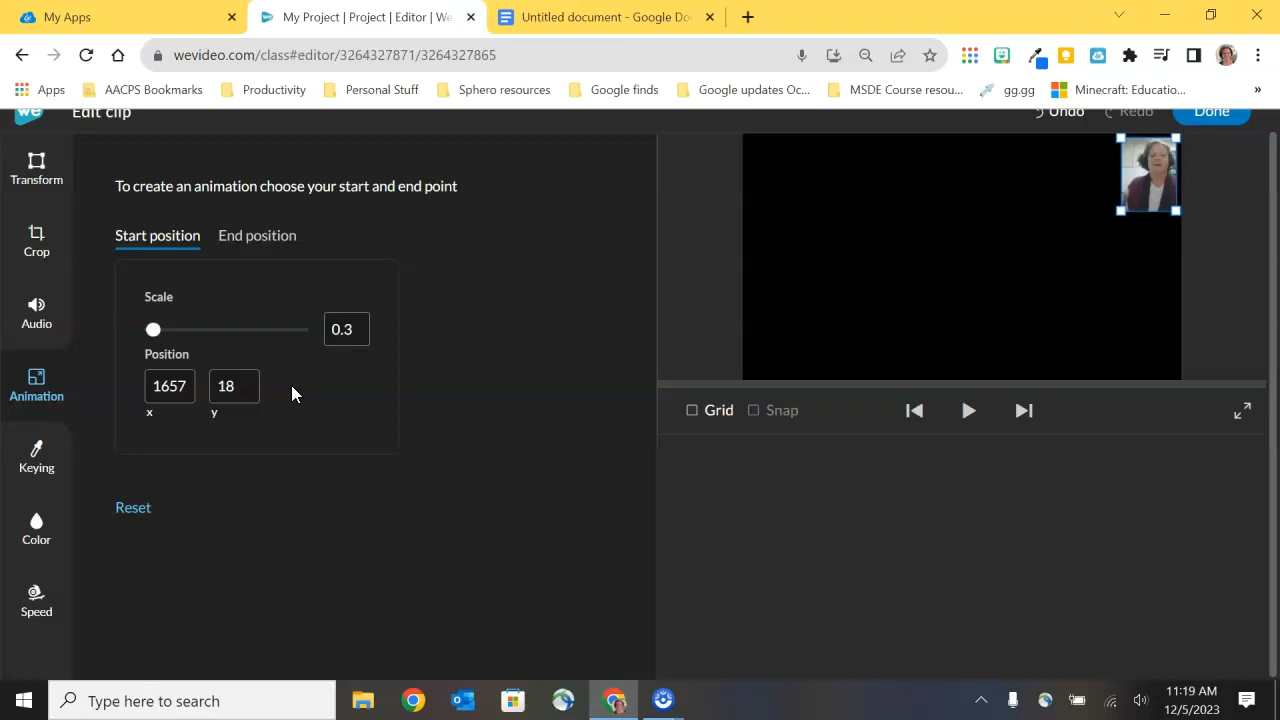 My Apps
My Project | Project | Editor | We
Untitled document - Google Do
wevideo.com/class#editor/3264327871/3264327865
Apps
AACPS Bookmarks
Productivity
Personal Stuff
Sphero resources
Google finds
Google updates Oc...
MSDE Course resou...
gg.gg
Minecraft: Educatio...
»
we
Edit clip
Undo
Redo
Done
Transform
To create an animation choose your start and end point
Crop
Start position
End position
Scale
Audio
0.3
Position
Animation
1657
18
x
y
Grid
Snap
Keying
Reset
Color
Speed
Type here to search
11:19 AM
12/5/2023